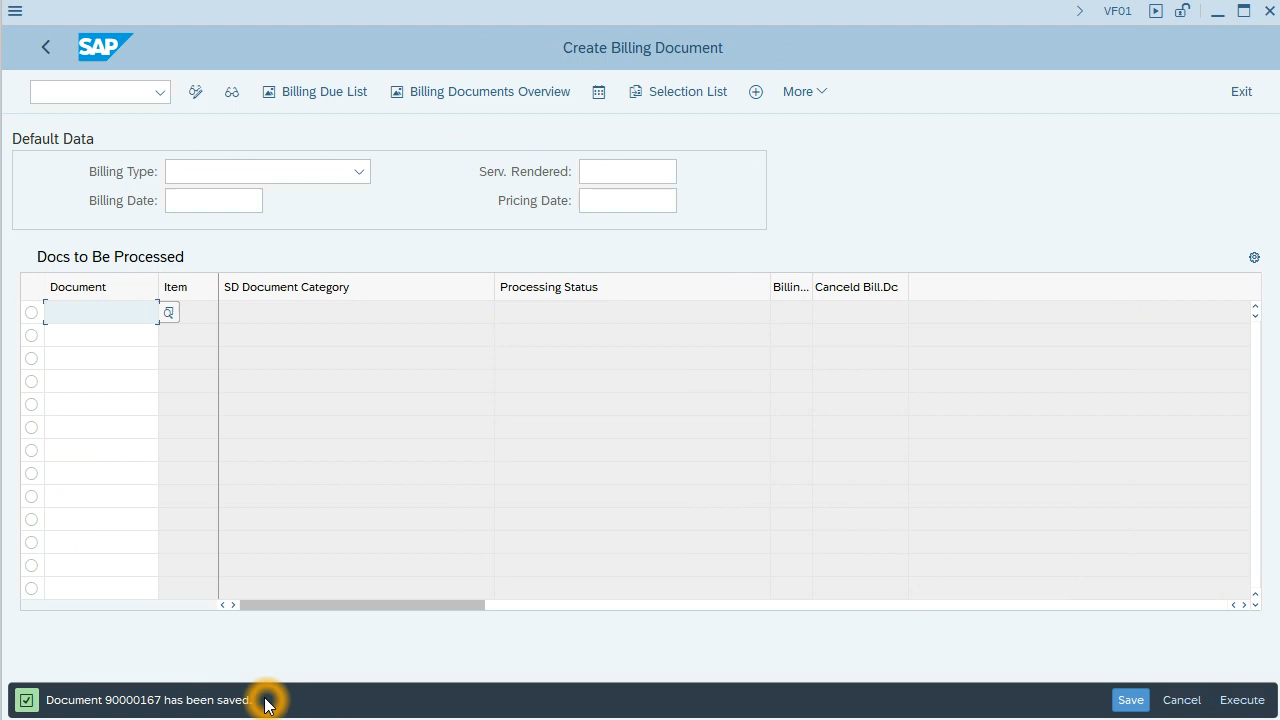 VF01
SAP
Create Billing Document
Billing Due List
Billing Documents Overview
Selection List
More
Exit
Default Data
Billing Type:
Serv. Rendered:
Billing Date:
Pricing Date:
Docs to Be Processed
Document
Item
SD Document Category
Processing Status
Billin...
Canceld Bill.Dc
Document 90000167 has been saved.
Save
Cancel
Execute